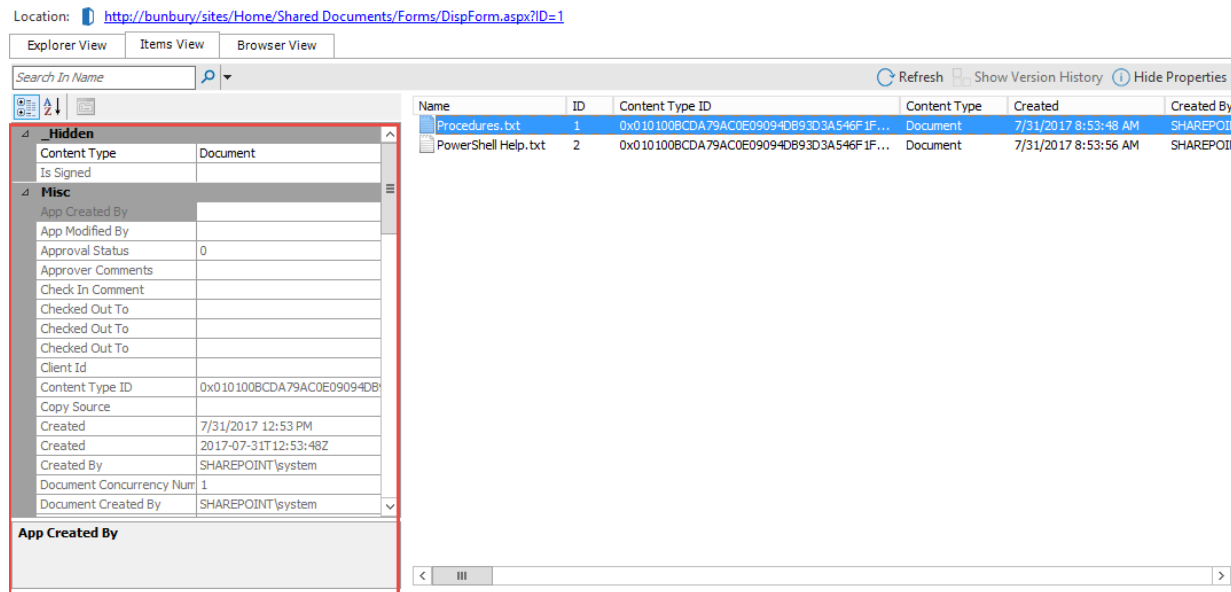 Location: http://bunbury/sites/Home/Shared Documents/Forms/DispForm.aspx?ID=1
Explorer View Items View Browser View
Search In Name Refresh Show Version History Hide Properties
Name ID Content Type ID Content Type Created Created By
Procedures.txt 1 0x010100BCDA79AC0E09094DB93D3A546F1F... Document 7/31/2017 8:53:48 AM SHAREPOI
PowerShell Help.txt 2 0x010100BCDA79AC0E09094DB93D3A546F1F... Document 7/31/2017 8:53:56 AM SHAREPOI
_Hidden
Content Type Document
Is Signed
Misc
App Created By
App Modified By
Approval Status 0
Approver Comments
Check In Comment
Checked Out To
Checked Out To
Checked Out To
Client Id
Content Type ID 0x010100BCDA79AC0E09094DB
Copy Source
Created 7/31/2017 12:53 PM
Created 2017-07-31T12:53:48Z
Created By SHAREPOINT\system
Document Concurrency Num 1
Document Created By SHAREPOINT\system
App Created By